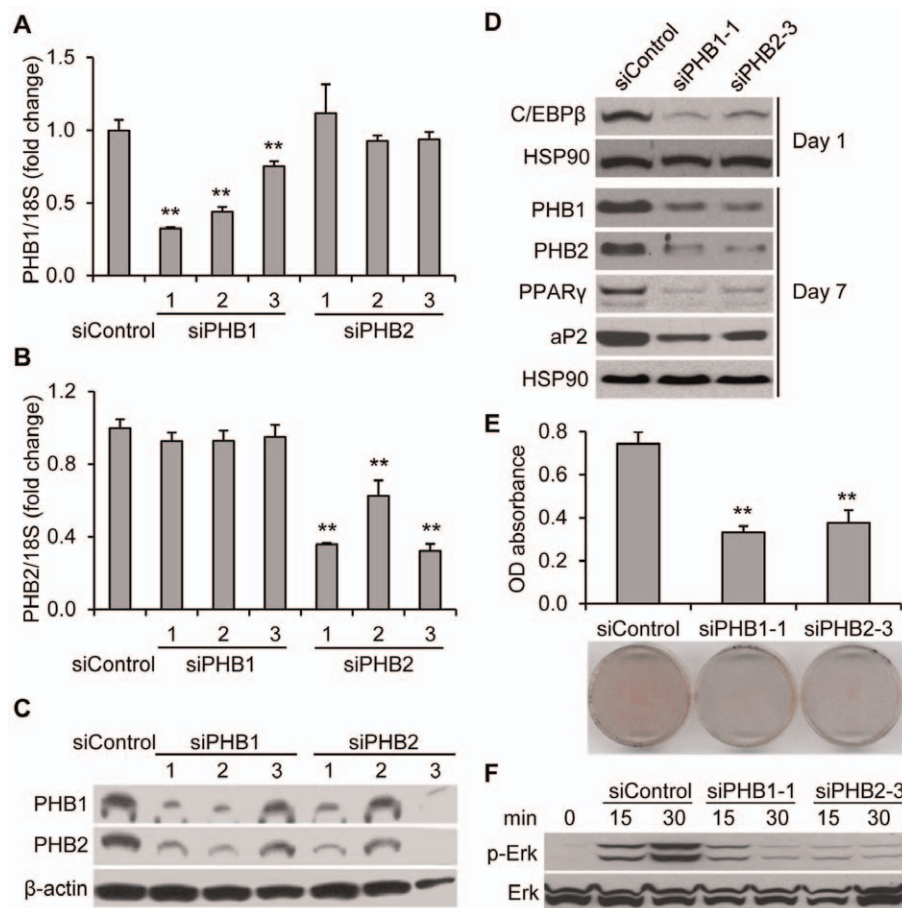 A
PHB1/18S (fold change)
1.5
1.0
0.5
0.0
** ** **
1 2 3 1 2 3
siControl siPHB1 siPHB2
B
PHB2/18S (fold change)
1.2
0.8
0.4
0.0
** ** **
1 2 3 1 2 3
siControl siPHB1 siPHB2
C
siControl siPHB1 siPHB2
1 2 3 1 2 3
PHB1
PHB2
β-actin
D
siControl siPHB1-1 siPHB2-3
C/EBPβ
HSP90
Day 1
PHB1
PHB2
PPARγ
aP2
HSP90
Day 7
E
OD absorbance
0.8
0.6
0.4
0.2
0.0
** **
siControl siPHB1-1 siPHB2-3
F
siControl siPHB1-1 siPHB2-3
min 0 15 30 15 30 15 30
p-Erk
Erk